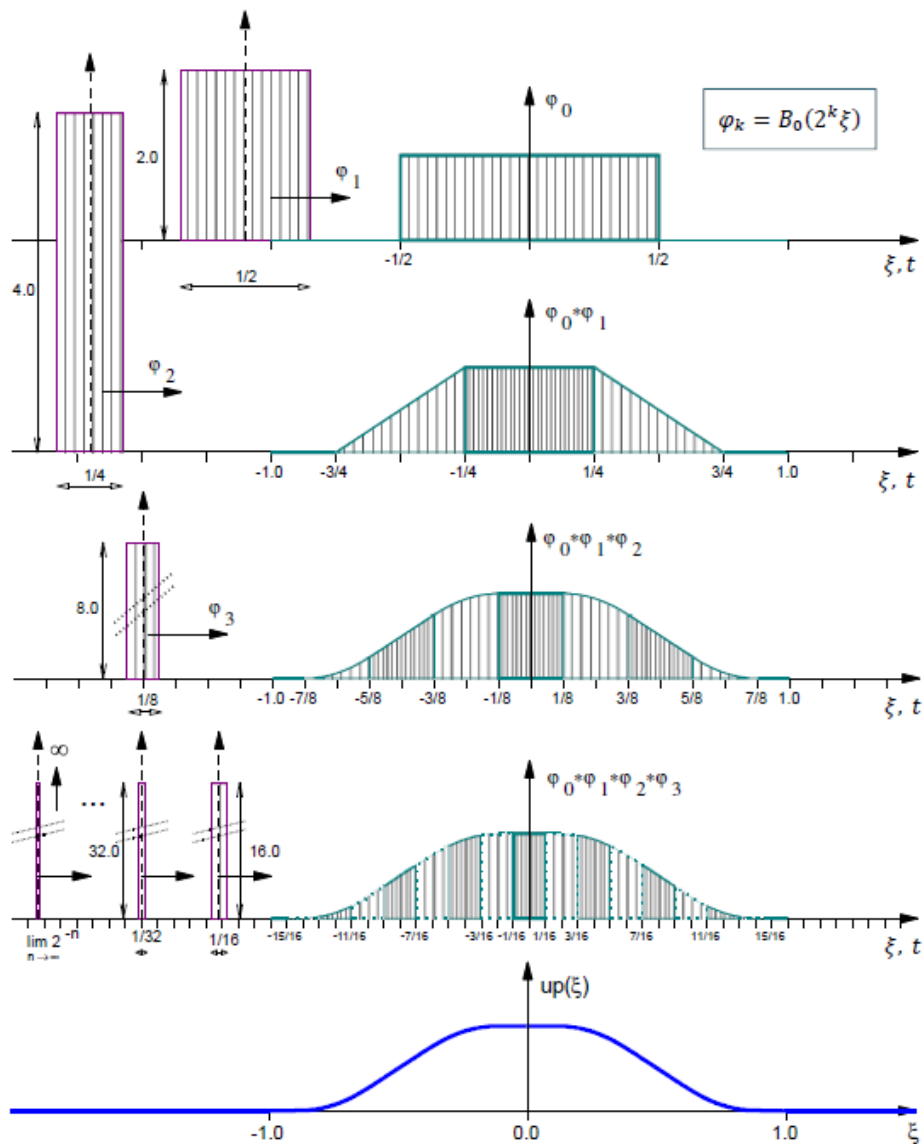 φ₀
φₖ = B₀(2ᵏξ)
2.0
φ₁
-1/2 1/2
ξ, t
1/2
4.0
φ₀*φ₁
φ₂
-1.0 -3/4 -1/4 1/4 3/4 1.0
1/4
ξ, t
φ₀*φ₁*φ₂
8.0
φ₃
-1.0 -7/8 -5/8 -3/8 -1/8 1/8 3/8 5/8 7/8 1.0
1/8
ξ, t
∞
...
φ₀*φ₁*φ₂*φ₃
32.0 16.0
-15/16 -11/16 -7/16 -3/16 -1/16 1/16 3/16 7/16 11/16 15/16
lim 2⁻ⁿ 1/32 1/16
n→∞
ξ, t
up(ξ)
-1.0 0.0 1.0
ξ